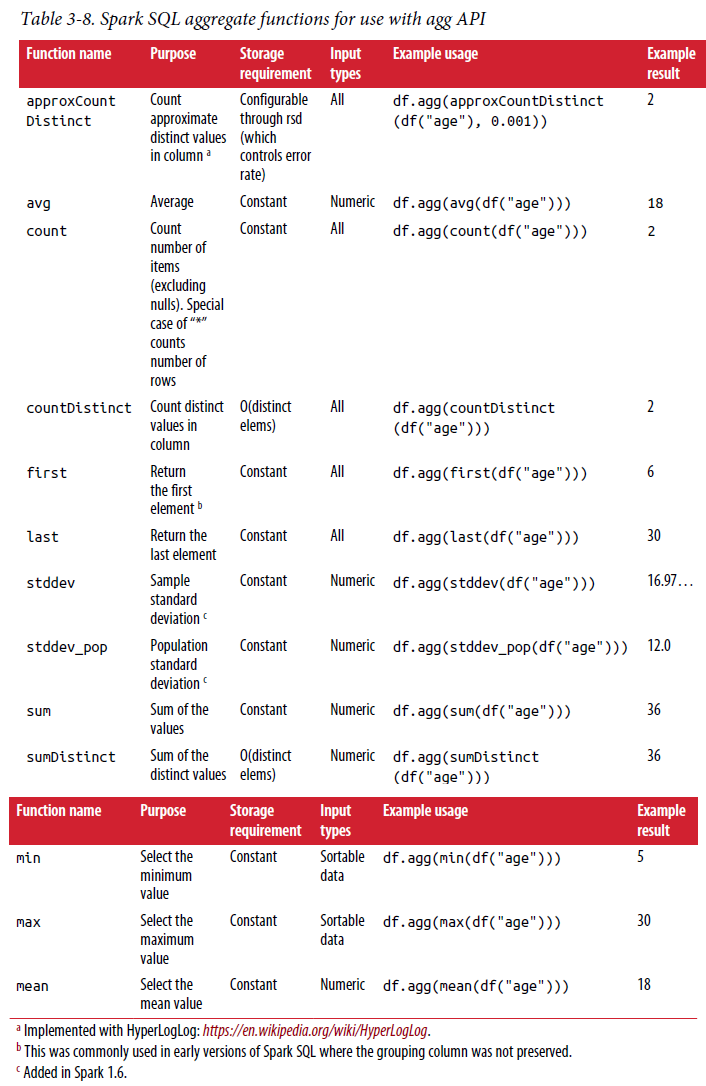 Table 3-8. Spark SQL aggregate functions for use with agg API
Function name Purpose Storage Input Example usage Example
requirement types result
approxCount Count Configurable All df.agg(approxCountDistinct 2
Distinct approximate through rsd (df("age"), 0.001))
distinct values (which
in column a controls error
rate)
avg Average Constant Numeric df.agg(avg(df("age"))) 18
count Count Constant All df.agg(count(df("age"))) 2
number of
items
(excluding
nulls). Special
case of “*”
counts
number of
rows
countDistinct Count distinct O(distinct All df.agg(countDistinct 2
values in elems) (df("age")))
column
first Return Constant All df.agg(first(df("age"))) 6
the first
element b
last Return the Constant All df.agg(last(df("age"))) 30
last element
stddev Sample Constant Numeric df.agg(stddev(df("age"))) 16.97…
standard
deviation c
stddev_pop Population Constant Numeric df.agg(stddev_pop(df("age"))) 12.0
standard
deviation c
sum Sum of the Constant Numeric df.agg(sum(df("age"))) 36
values
sumDistinct Sum of the O(distinct Numeric df.agg(sumDistinct 36
distinct values elems) (df("age")))
Function name Purpose Storage Input Example usage Example
requirement types result
min Select the Constant Sortable df.agg(min(df("age"))) 5
minimum data
value
max Select the Constant Sortable df.agg(max(df("age"))) 30
maximum data
value
mean Select the Constant Numeric df.agg(mean(df("age"))) 18
mean value
a Implemented with HyperLogLog: https://en.wikipedia.org/wiki/HyperLogLog.
b This was commonly used in early versions of Spark SQL where the grouping column was not preserved.
c Added in Spark 1.6.